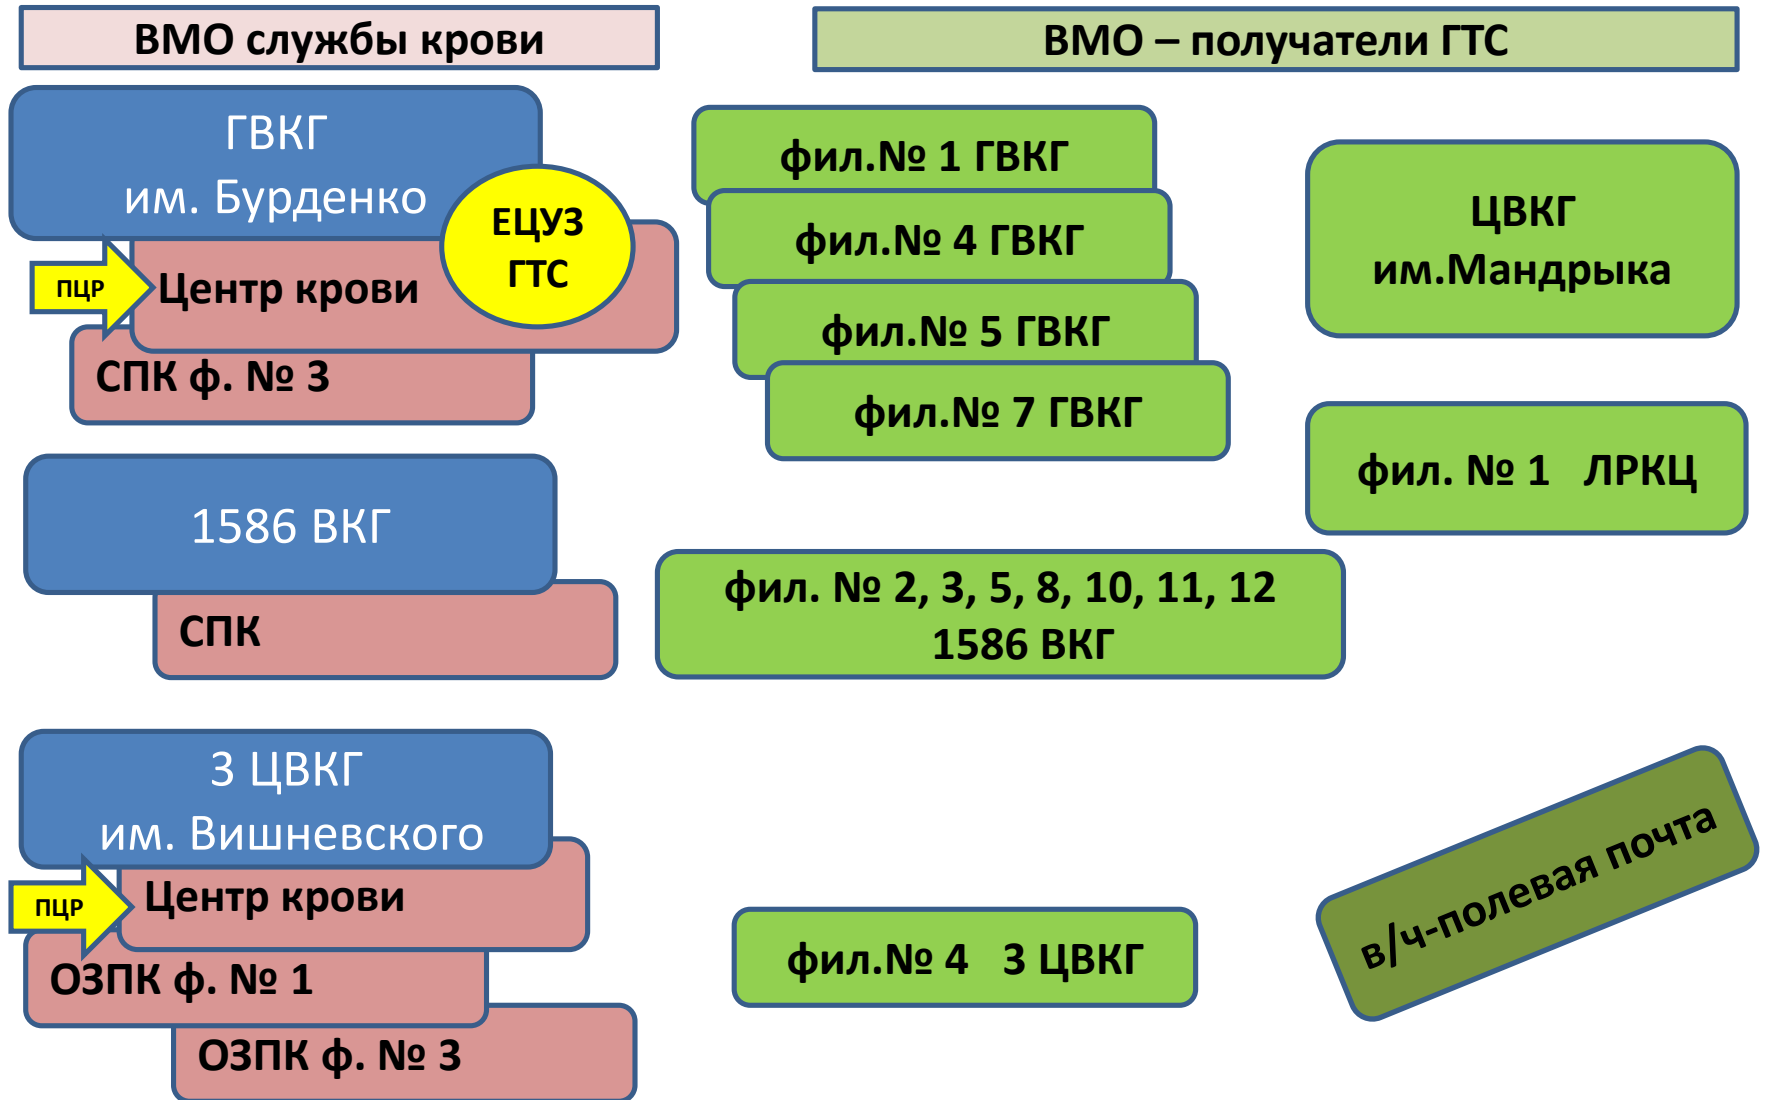 ВМО службы крови
ВМО – получатели ГТС
ГВКГ
им. Бурденко
ЕЦУЗ
ГТС
ПЦР
Центр крови
СПК ф. № 3
фил.№ 1 ГВКГ
фил.№ 4 ГВКГ
фил.№ 5 ГВКГ
фил.№ 7 ГВКГ
ЦВКГ
им.Мандрыка
фил. № 1 ЛРКЦ
1586 ВКГ
СПК
фил. № 2, 3, 5, 8, 10, 11, 12
1586 ВКГ
3 ЦВКГ
им. Вишневского
ПЦР
Центр крови
ОЗПК ф. № 1
ОЗПК ф. № 3
фил.№ 4 3 ЦВКГ
в/ч-полевая почта